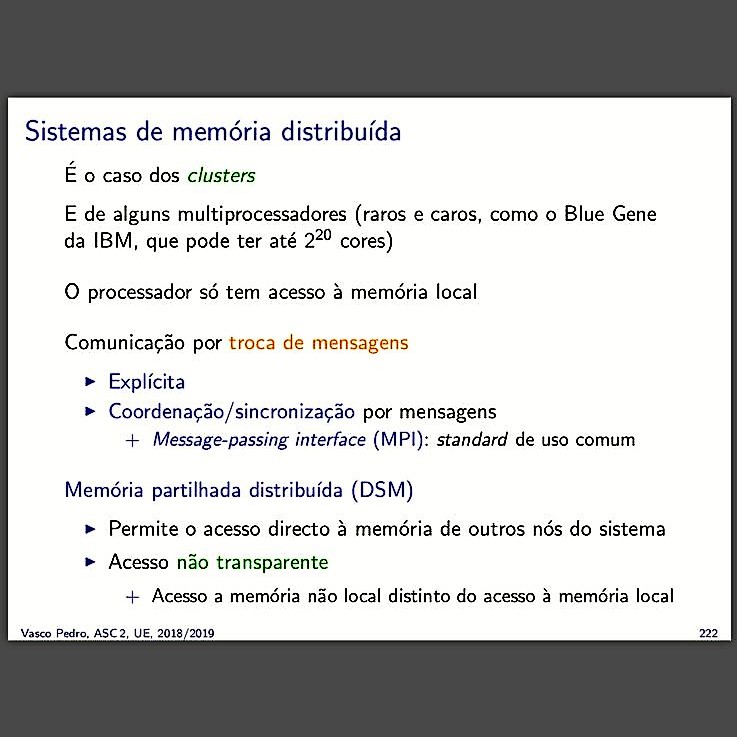 Sistemas de memória distribuída
É o caso dos clusters
E de alguns multiprocessadores (raros e caros, como o Blue Gene
da IBM, que pode ter até 2²⁰ cores)
O processador só tem acesso à memória local
Comunicação por troca de mensagens
▶ Explícita
▶ Coordenação/sincronização por mensagens
+ Message-passing interface (MPI): standard de uso comum
Memória partilhada distribuída (DSM)
▶ Permite o acesso directo à memória de outros nós do sistema
▶ Acesso não transparente
+ Acesso a memória não local distinto do acesso à memória local
Vasco Pedro, ASC 2, UE, 2018/2019 222